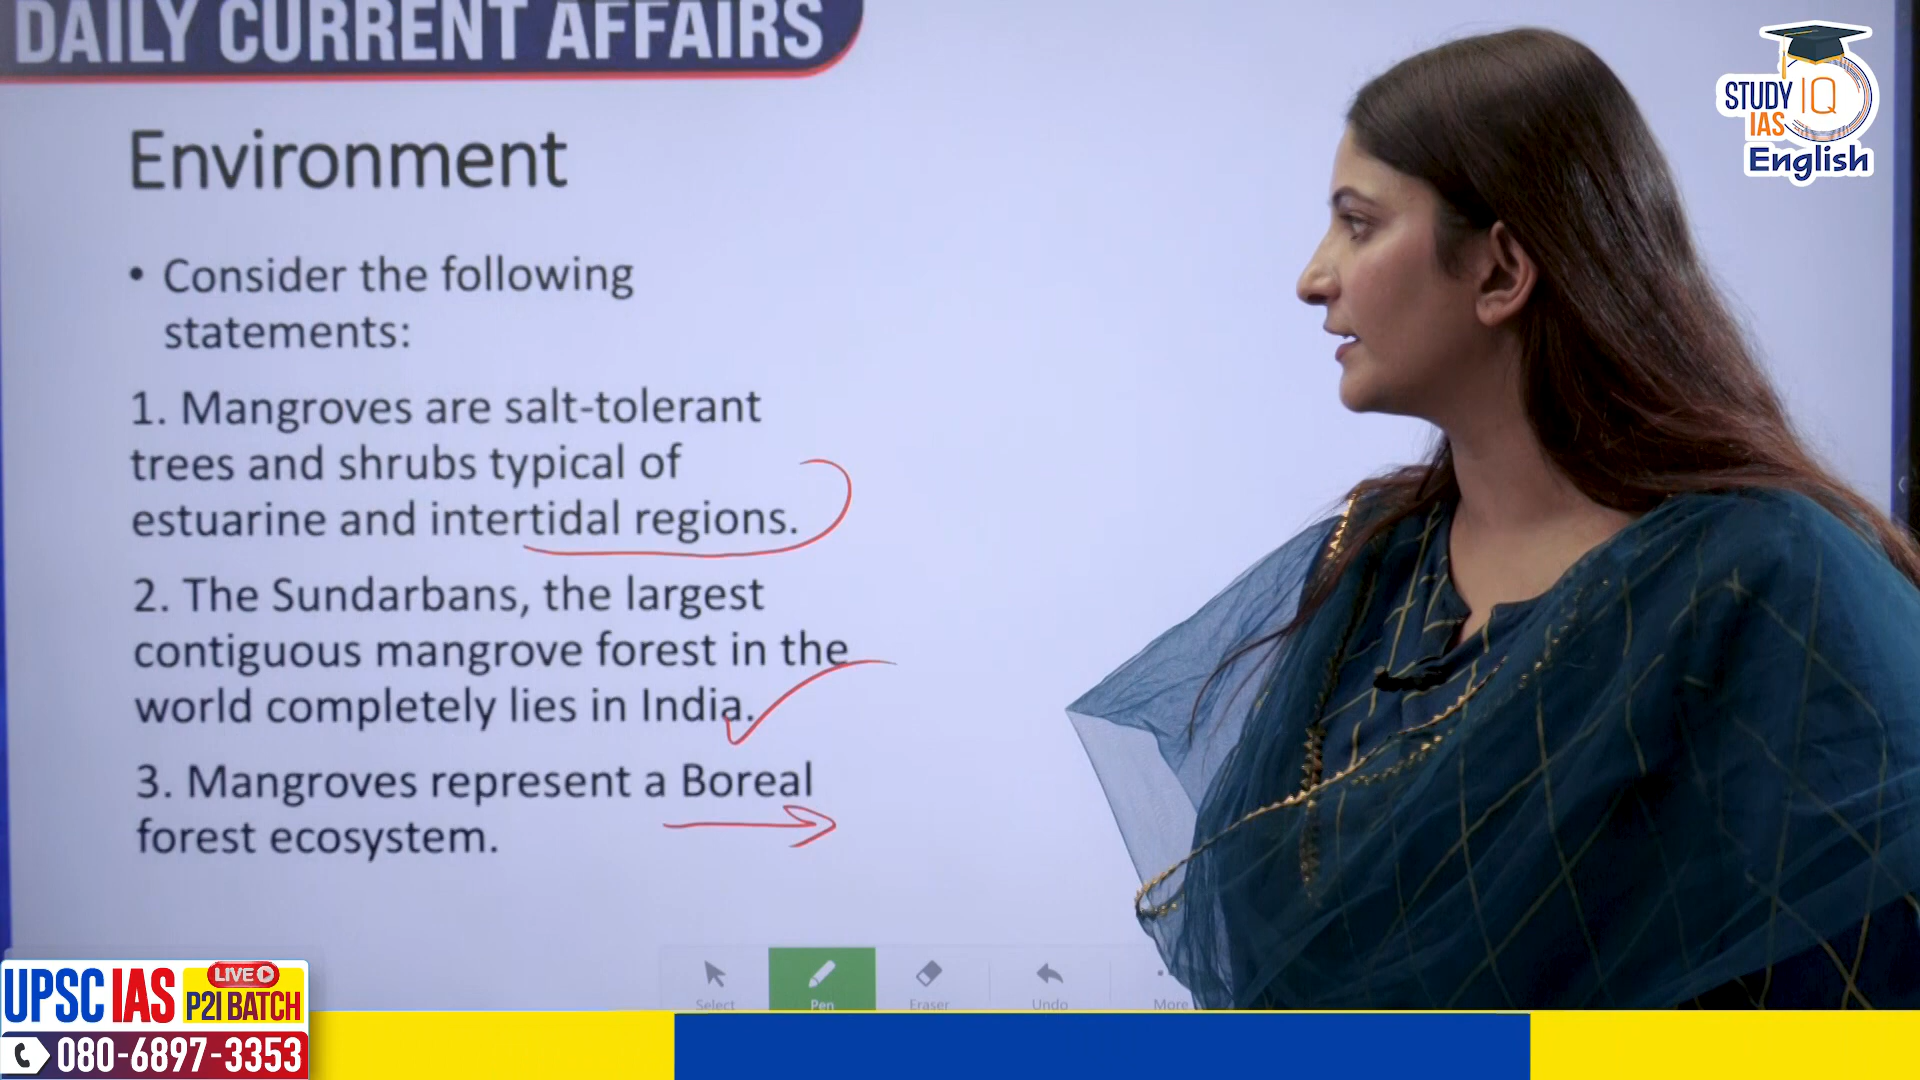 DAILY CURRENT AFFAIRS
STUDY IQ
IAS
English
Environment
• Consider the following
statements:
1. Mangroves are salt-tolerant
trees and shrubs typical of
estuarine and intertidal regions.
2. The Sundarbans, the largest
contiguous mangrove forest in the
world completely lies in India.
3. Mangroves represent a Boreal
forest ecosystem.
Select
Pen
Eraser
Undo
More
LIVE
UPSC IAS P2I BATCH
080-6897-3353